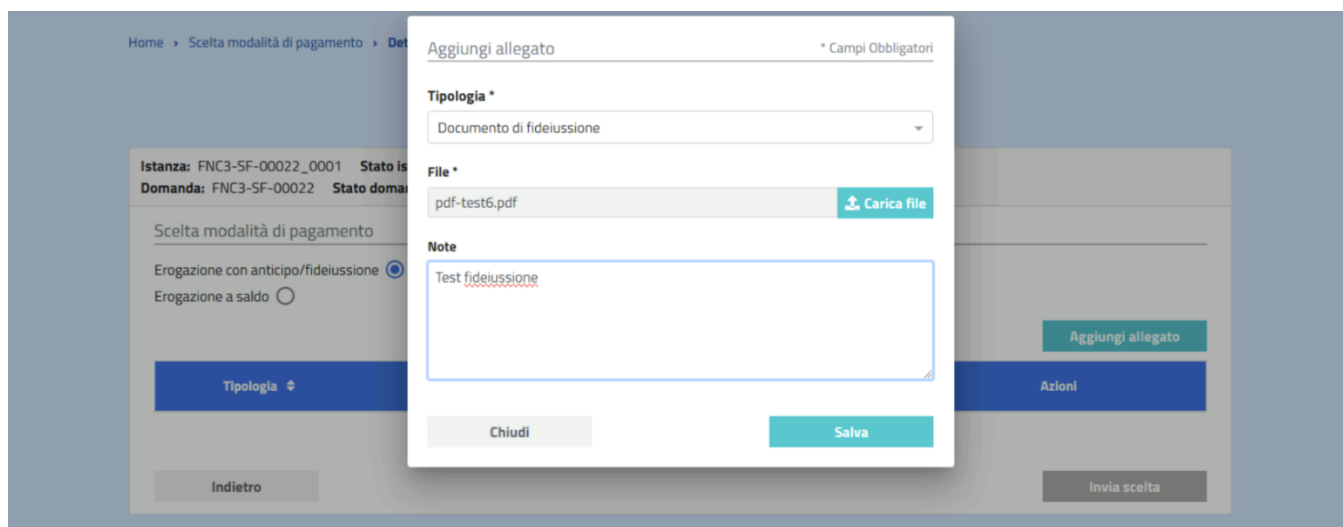 Home › Scelta modalità di pagamento › Det
Aggiungi allegato
* Campi Obbligatori
Tipologia *
Documento di fideiussione
Istanza: FNC3-SF-00022_0001 Stato is
Domanda: FNC3-SF-00022 Stato doma
File *
pdf-test6.pdf
Carica file
Scelta modalità di pagamento
Note
Test fideiussione
Erogazione con anticipo/fideiussione
Erogazione a saldo
Aggiungi allegato
Tipologia
Azioni
Chiudi
Salva
Indietro
Invia scelta